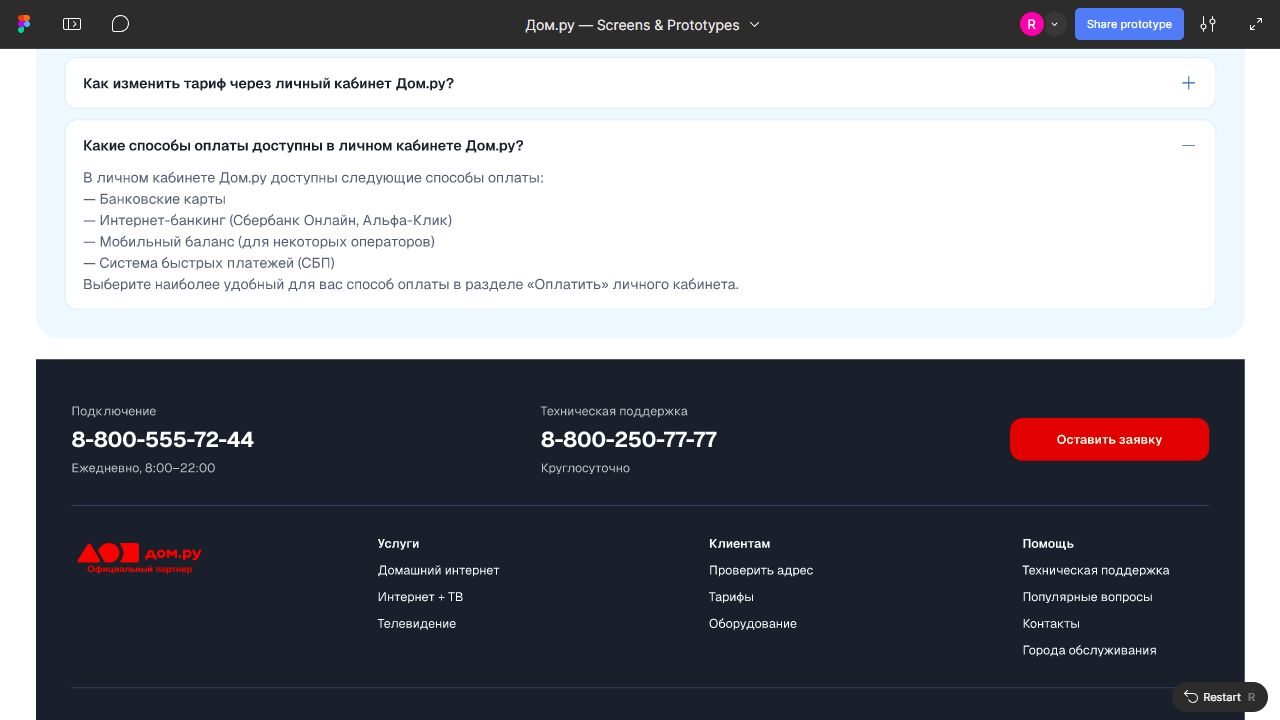 Дом.ру — Screens & Prototypes
R
Share prototype
Как изменить тариф через личный кабинет Дом.ру?
Какие способы оплаты доступны в личном кабинете Дом.ру?
В личном кабинете Дом.ру доступны следующие способы оплаты:
— Банковские карты
— Интернет-банкинг (Сбербанк Онлайн, Альфа-Клик)
— Мобильный баланс (для некоторых операторов)
— Система быстрых платежей (СБП)
Выберите наиболее удобный для вас способ оплаты в разделе «Оплатить» личного кабинета.
Подключение
8-800-555-72-44
Ежедневно, 8:00–22:00
Техническая поддержка
8-800-250-77-77
Круглосуточно
Оставить заявку
дом.ру
Официальный партнер
Услуги
Домашний интернет
Интернет + ТВ
Телевидение
Клиентам
Проверить адрес
Тарифы
Оборудование
Помощь
Техническая поддержка
Популярные вопросы
Контакты
Города обслуживания
Restart R